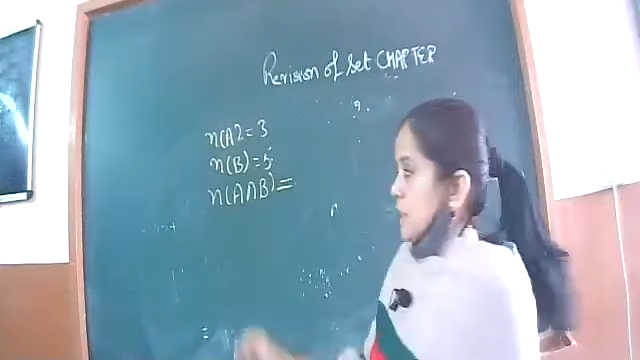 Revision of set CHAPTER
n(A) = 3
n(B) = 5
n(A∩B) =